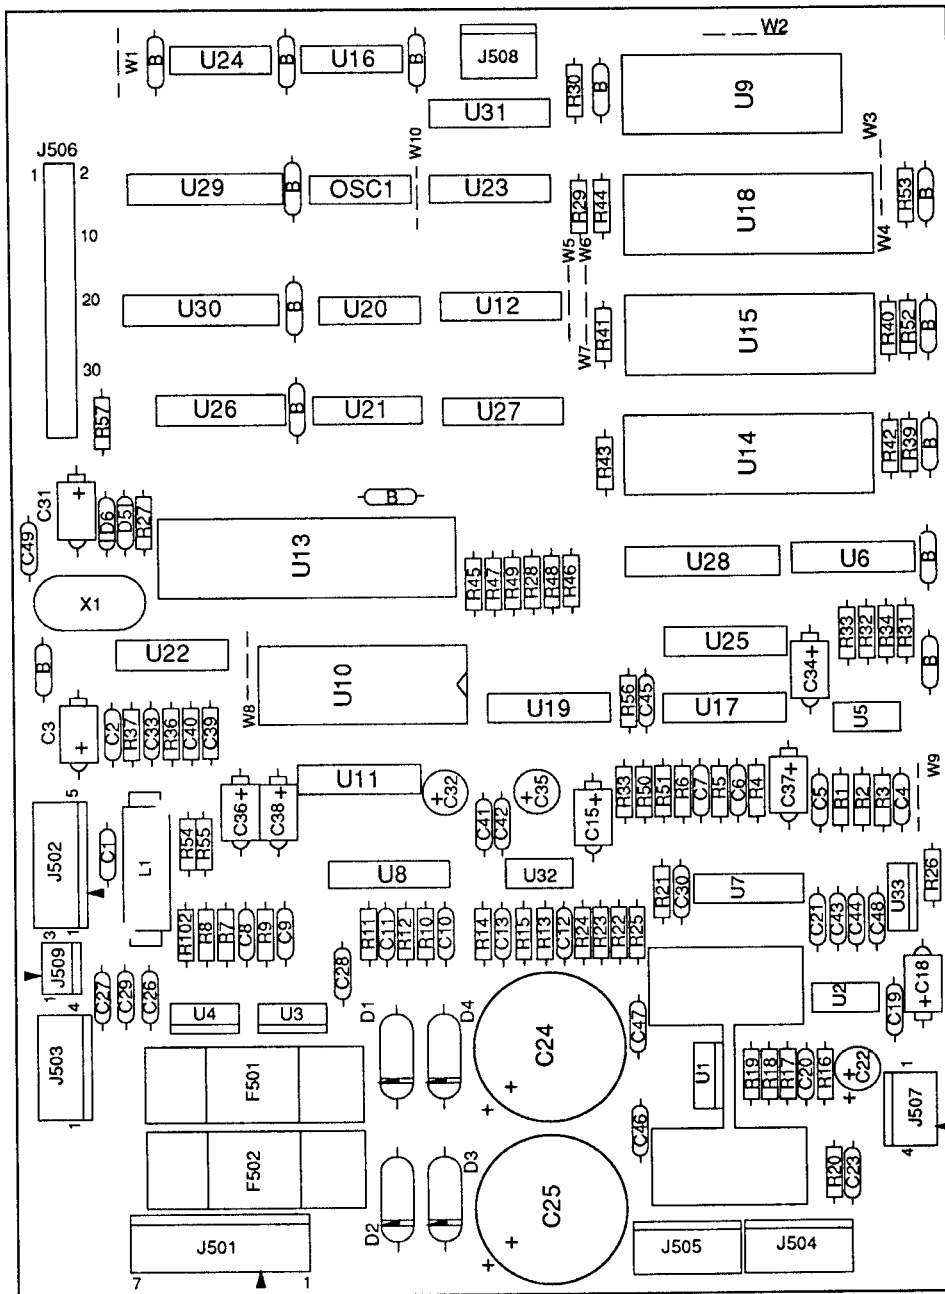 W2
W1
B
U24
B
U16
B
J508
R30
B
U9
U31
W10
W3
J506
1
2
U29
B
OSC1
U23
R29
R44
U18
R53
B
10
W4
W5
W6
20
U30
B
U20
U12
R41
U15
R40
R52
B
W7
30
R57
U26
B
U21
U27
R43
U14
R42
R39
B
C31
+
B
C49
D6
D5
R27
U13
R45
R47
R49
R28
R48
R46
U28
U6
B
X1
R33
R32
R34
R31
B
U22
U10
U25
C34+
B
W8
C3
+
C2
R37
C33
R36
C40
C39
U19
R56
C45
U17
U5
U11
+
C32
+
C35
C36+
C38+
C41
C42
C15+
R33
R50
R51
R6
C7
R5
C6
R4
C37+
C5
R1
R2
R3
C4
W9
5
J502
1
C1
L1
R54
R55
U8
U32
R21
C30
U7
U33
R26
R102
R8
R7
C8
R9
C9
R11
C11
R12
R10
C10
R14
C13
R15
R13
C12
R24
R23
R22
R25
C21
C43
C44
C48
3
J509
1
C27
C29
C26
C28
U2
C19
+C18
4
J503
1
U4
U3
D1
D4
C24
+
+
C47
U1
R19
R18
R17
C20
R16
+
C22
+
1
J507
4
F501
F502
D2
D3
C25
+
+
C46
R20
C23
J501
7
1
J505
J504